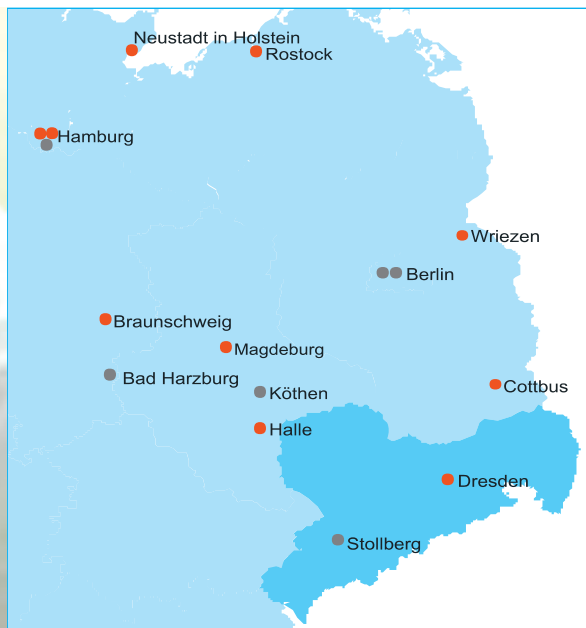 Neustadt in Holstein
Rostock
Hamburg
Wriezen
Berlin
Braunschweig
Magdeburg
Bad Harzburg
Cottbus
Köthen
Halle
Dresden
Stollberg